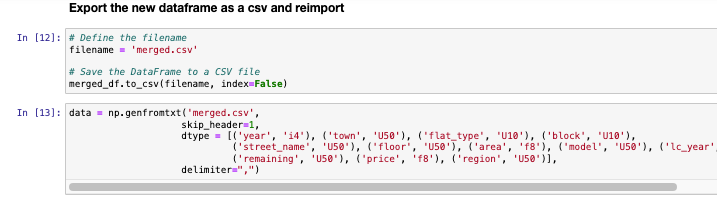 Export the new dataframe as a csv and reimport
In [12]: # Define the filename
filename = 'merged.csv'
# Save the DataFrame to a CSV file
merged_df.to_csv(filename, index=False)
In [13]: data = np.genfromtxt('merged.csv',
skip_header=1,
dtype = [('year', 'i4'), ('town', 'U50'), ('flat_type', 'U10'), ('block', 'U10'),
('street_name', 'U50'), ('floor', 'U50'), ('area', 'f8'), ('model', 'U50'), ('lc_year',
('remaining', 'U50'), ('price', 'f8'), ('region', 'U50')],
delimiter=",")